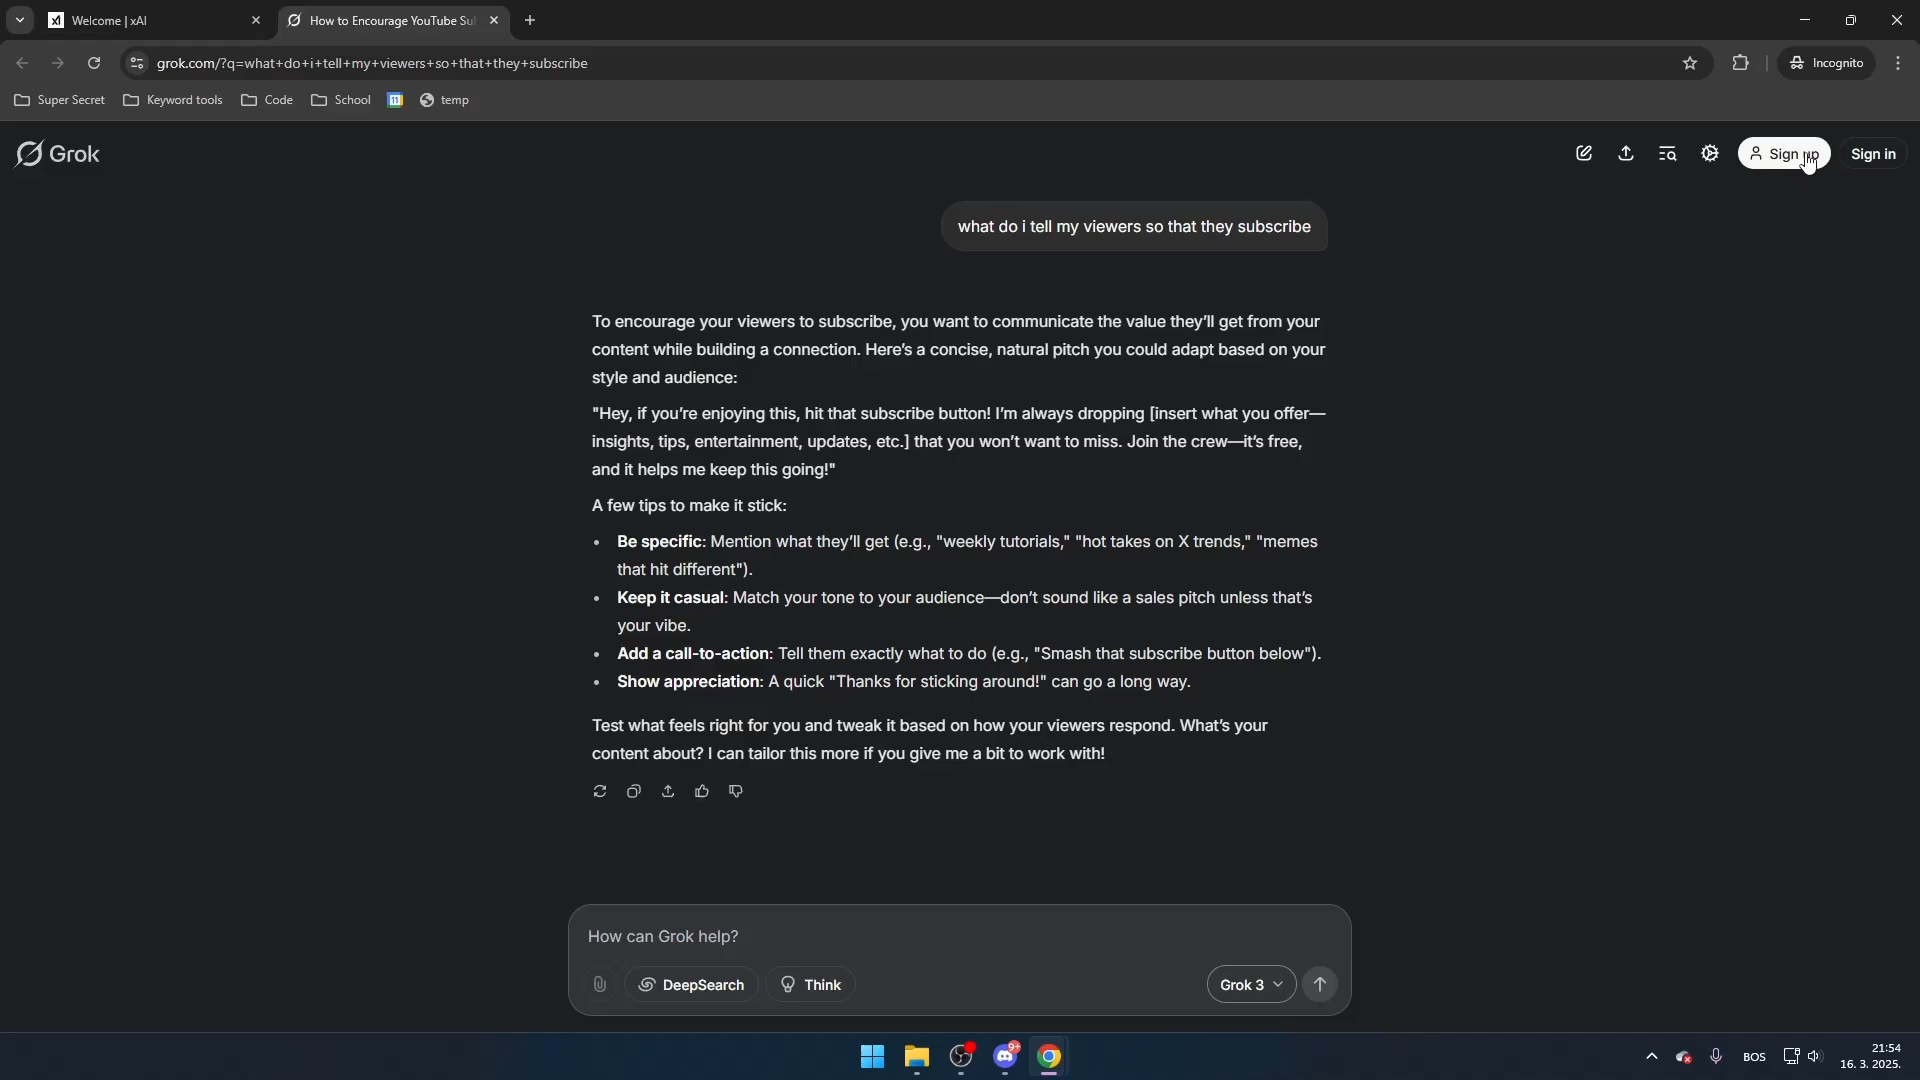 Welcome | xAI
How to Encourage YouTube Su
grok.com/?q=what+do+i+tell+my+viewers+so+that+they+subscribe
Incognito
Super Secret
Keyword tools
Code
School
11
temp
Grok
Sign up
Sign in
what do i tell my viewers so that they subscribe
To encourage your viewers to subscribe, you want to communicate the value they'll get from your
content while building a connection. Here's a concise, natural pitch you could adapt based on your
style and audience:
"Hey, if you're enjoying this, hit that subscribe button! I'm always dropping [insert what you offer—
insights, tips, entertainment, updates, etc.] that you won't want to miss. Join the crew—it's free,
and it helps me keep this going!"
A few tips to make it stick:
• Be specific: Mention what they'll get (e.g., "weekly tutorials," "hot takes on X trends," "memes
that hit different").
• Keep it casual: Match your tone to your audience—don't sound like a sales pitch unless that's
your vibe.
• Add a call-to-action: Tell them exactly what to do (e.g., "Smash that subscribe button below").
• Show appreciation: A quick "Thanks for sticking around!" can go a long way.
Test what feels right for you and tweak it based on how your viewers respond. What's your
content about? I can tailor this more if you give me a bit to work with!
How can Grok help?
DeepSearch
Think
Grok 3
9+
BOS
21:54
16. 3. 2025.